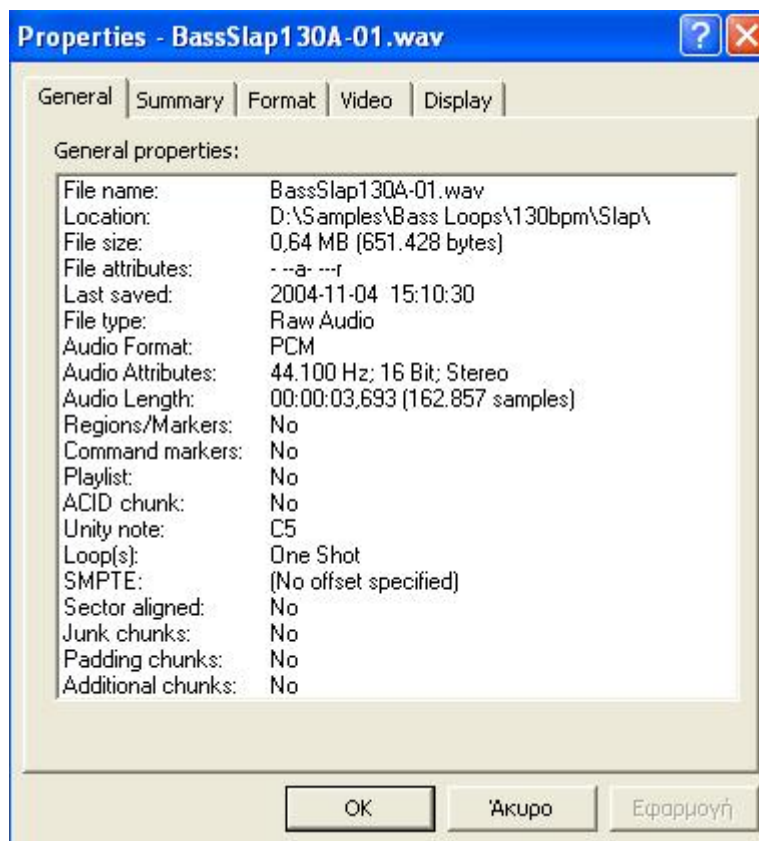 Properties - BassSlap130A-01.wav
General Summary Format Video Display
General properties:
File name: BassSlap130A-01.wav
Location: D:\Samples\Bass Loops\130bpm\Slap\
File size: 0,64 MB (651.428 bytes)
File attributes: - --a- ---r
Last saved: 2004-11-04 15:10:30
File type: Raw Audio
Audio Format: PCM
Audio Attributes: 44.100 Hz; 16 Bit; Stereo
Audio Length: 00:00:03,693 (162.857 samples)
Regions/Markers: No
Command markers: No
Playlist: No
ACID chunk: No
Unity note: C5
Loop(s): One Shot
SMPTE: (No offset specified)
Sector aligned: No
Junk chunks: No
Padding chunks: No
Additional chunks: No
OK Άκυρο Εφαρμογή